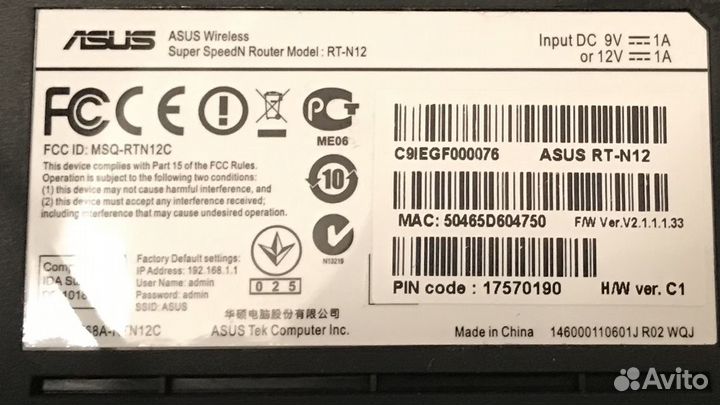 ASUS
ASUS Wireless
Super SpeedN Router Model: RT-N12
Input DC 9V 1A
or 12V 1A
FC CE
ME06
FCC ID: MSQ-RTN12C
This device complies with Part 15 of the FCC Rules.
Operation is subject to the following two conditions:
(1) this device may not cause harmful interference, and
(2) this device must accept any interference received;
including interference that may cause undesired operation.
10
N13219
C9IEGF000076 ASUS RT-N12
MAC: 50465D604750 F/W Ver.V2.1.1.1.33
PIN code : 17570190 H/W ver. C1
IDA
Factory Default settings:
IP Address: 192.168.1.1
User Name: admin
Password: admin
SSID: ASUS
025
华硕电脑股份有限公司
ASUS Tek Computer Inc.
Made in China 146000110601J R02 WQJ
Avito